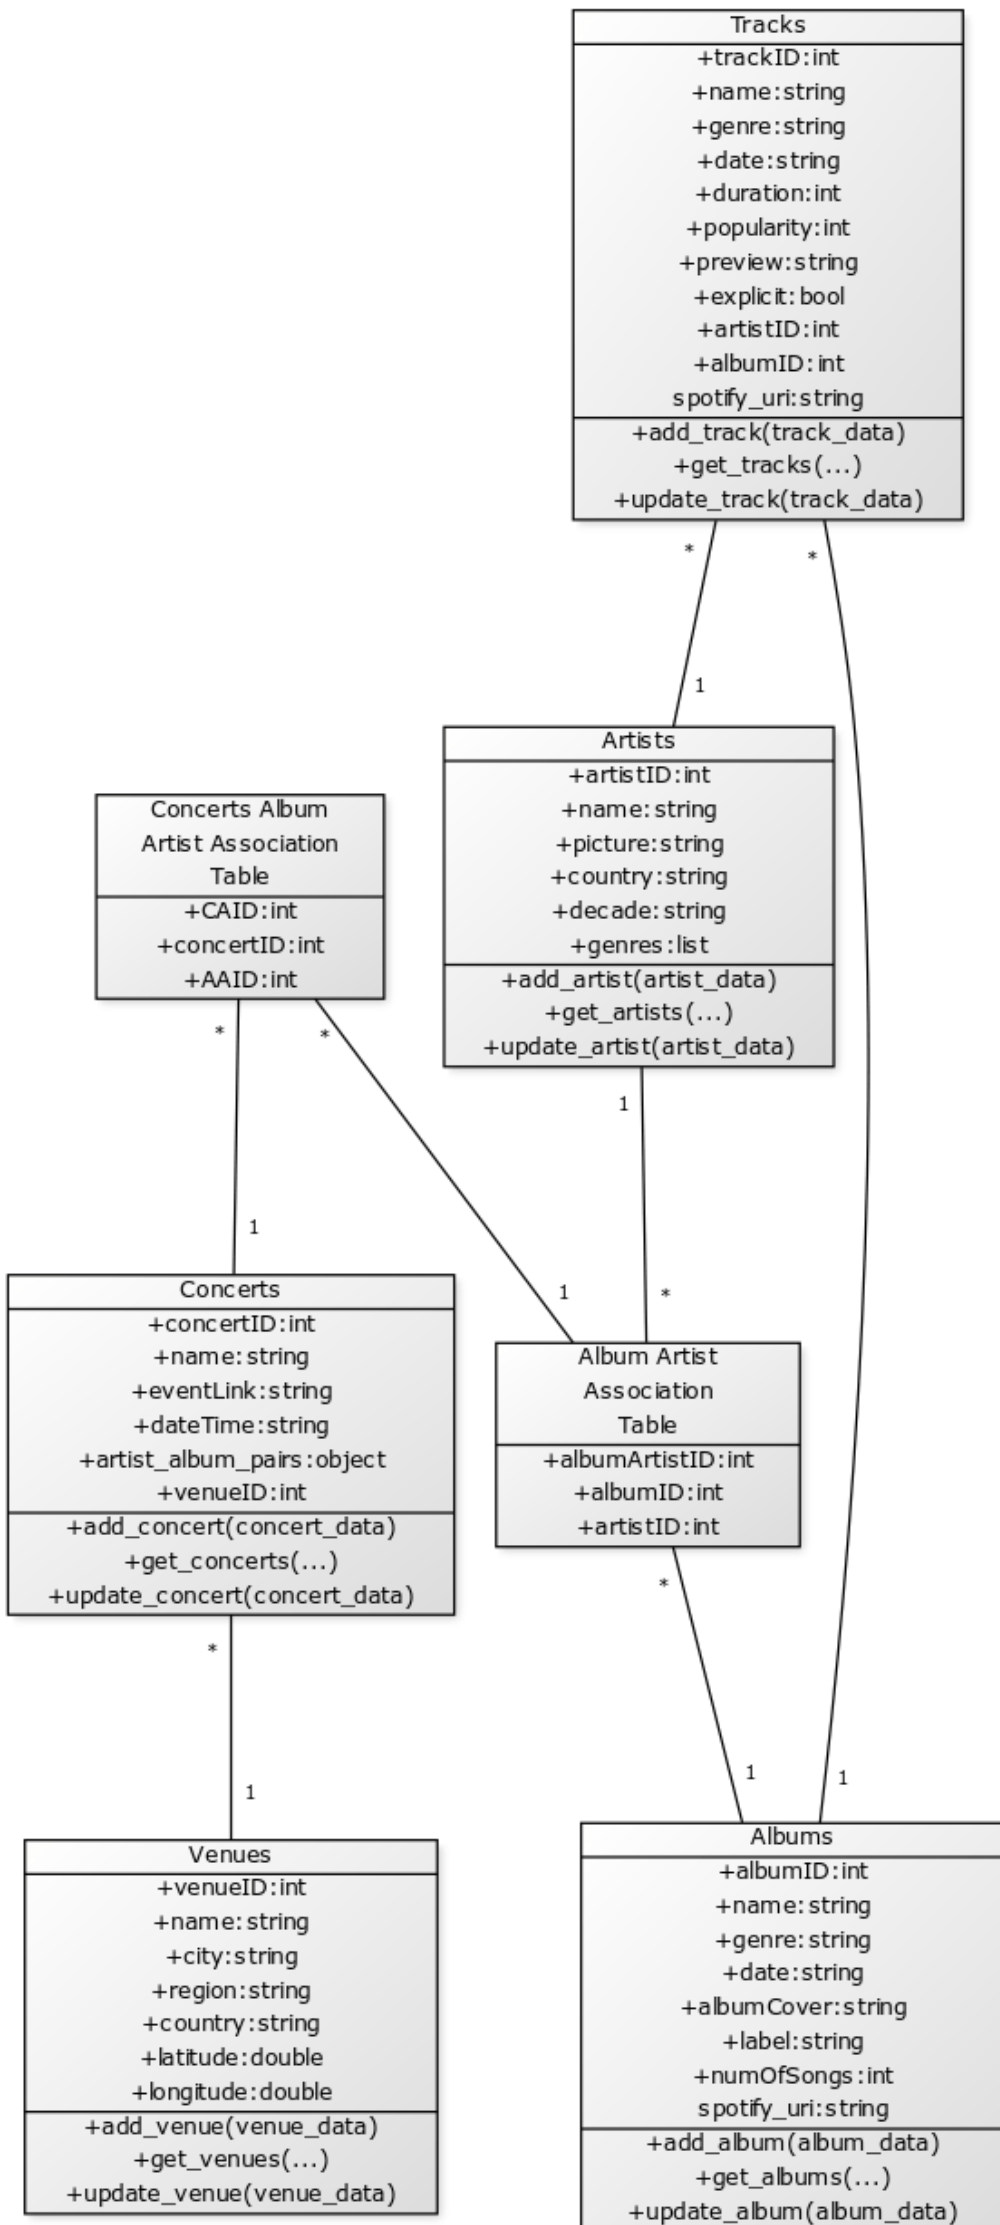 Tracks
+trackID:int
+name:string
+genre:string
+date:string
+duration:int
+popularity:int
+preview:string
+explicit:bool
+artistID:int
+albumID:int
spotify_uri:string
+add_track(track_data)
+get_tracks(...)
+update_track(track_data)
*
*
1
Artists
+artistID:int
+name:string
+picture:string
+country:string
+decade:string
+genres:list
+add_artist(artist_data)
+get_artists(...)
+update_artist(artist_data)
Concerts Album
Artist Association
Table
+CAID:int
+concertID:int
+AAID:int
*
*
1
1
1
*
Concerts
+concertID:int
+name:string
+eventLink:string
+dateTime:string
+artist_album_pairs:object
+venueID:int
+add_concert(concert_data)
+get_concerts(...)
+update_concert(concert_data)
Album Artist
Association
Table
+albumArtistID:int
+albumID:int
+artistID:int
*
*
1
1
1
Venues
+venueID:int
+name:string
+city:string
+region:string
+country:string
+latitude:double
+longitude:double
+add_venue(venue_data)
+get_venues(...)
+update_venue(venue_data)
Albums
+albumID:int
+name:string
+genre:string
+date:string
+albumCover:string
+label:string
+numOfSongs:int
spotify_uri:string
+add_album(album_data)
+get_albums(...)
+update_album(album_data)